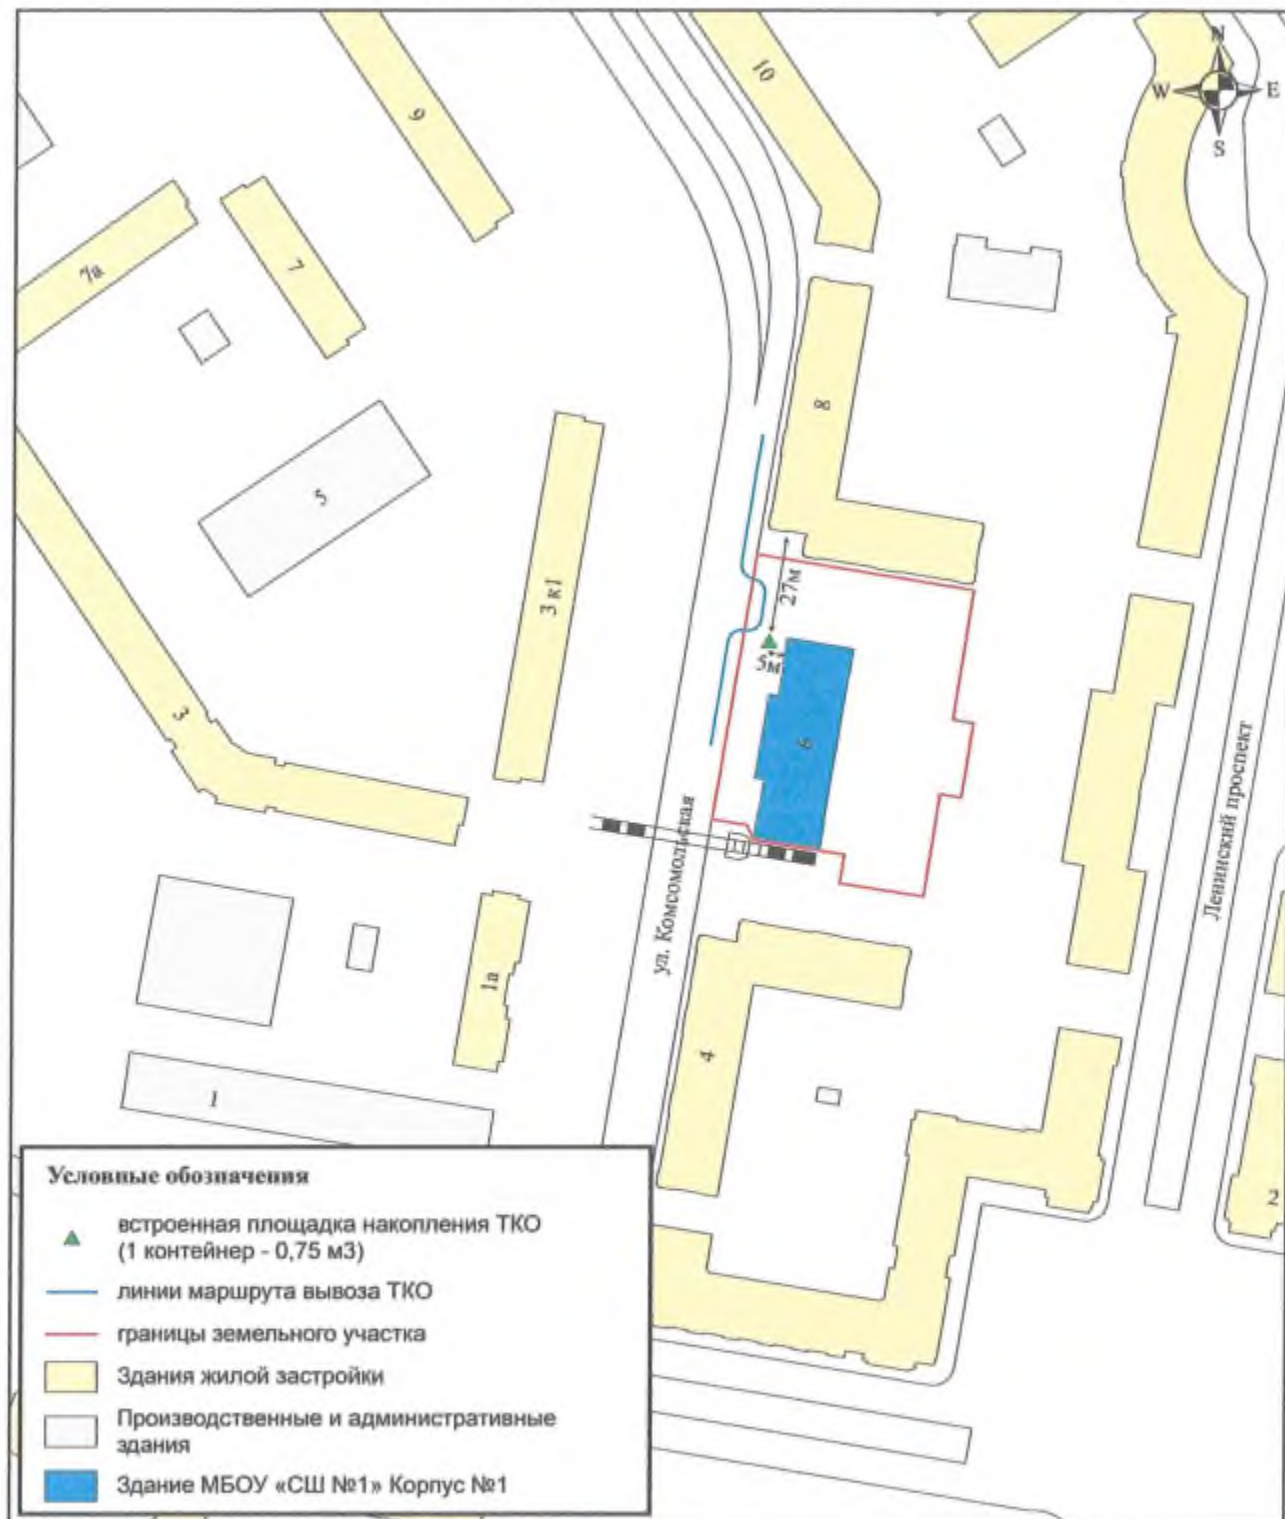 N
W
E
S
10
9
7а
7
8
5
3 к1
27м
5м
3
6
Ленинский проспект
ул. Комсомольская
1а
4
1
2
Условные обозначения
встроенная площадка накопления ТКО
(1 контейнер - 0,75 м3)
линии маршрута вывоза ТКО
границы земельного участка
Здания жилой застройки
Производственные и административные
здания
Здание МБОУ «СШ №1» Корпус №1